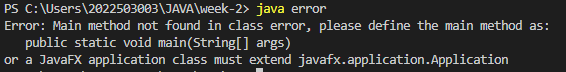 PS C:\Users\2022503003\JAVA\week-2> java error
Error: Main method not found in class error, please define the main method as:
   public static void main(String[] args)
or a JavaFX application class must extend javafx.application.Application